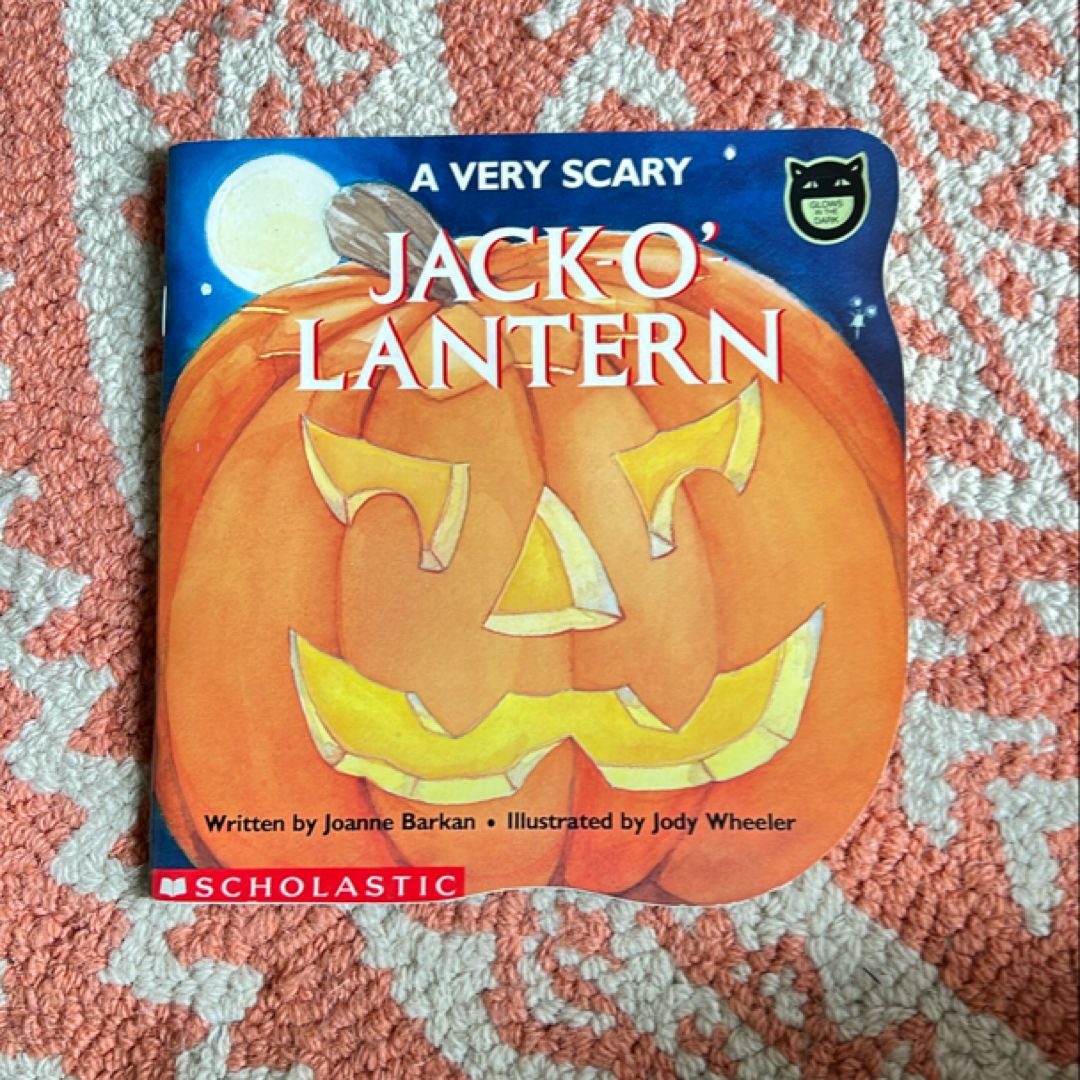 A VERY SCARY
JACK-O'-
LANTERN
GLOWS
IN THE
DARK
Written by Joanne Barkan • Illustrated by Jody Wheeler
SCHOLASTIC